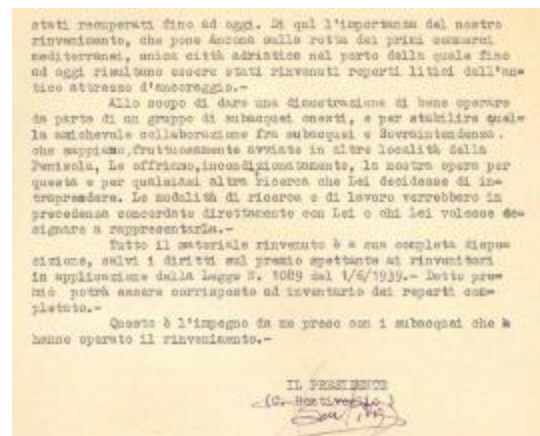 stati recuperati fino ad oggi. Di qui l'importanza del nostro
rinvenimento, che pone Ancona sulla rotta dei primi commerci
mediterranei, unica città adriatica nel porto della quale fino
ad oggi risultano essere stati rinvenuti reperti litici dell'an=
tico attrezzo d'ancoraggio.-
Allo scopo di dare una dimostrazione di bene operare
da parte di un gruppo di subacquei onesti, e per stabilire quel=
la amichevole collaborazione fra subacquei e Sovraintendenza,
che sappiamo,fruttuosamente avviate in altre località della
Penisola, Le offriamo,incondizionatamente, la nostra opera per
questa e per qualsiasi altra ricerca che Lei decidesse di in=
traprendere. Le modalità di ricerca e di lavoro verrebbero in
precedenza concordate direttamente con Lei o chi Lei volesse de=
signare a rappresentarLa.-
Tutto il materiale rinvenuto è a sua completa dispo=
sizione, salvi i diritti sul premio spettante ai rinvenitori
in applicazione della Legge N. 1089 del 1/6/1939.- Detto pre=
mio potrà essere corrisposto ad inventario dei reperti com=
pletato.-
Questo è l'impegno da me preso con i subacquei che
hanno operato il rinvenimento.-
IL PRESIDENTE
(C.